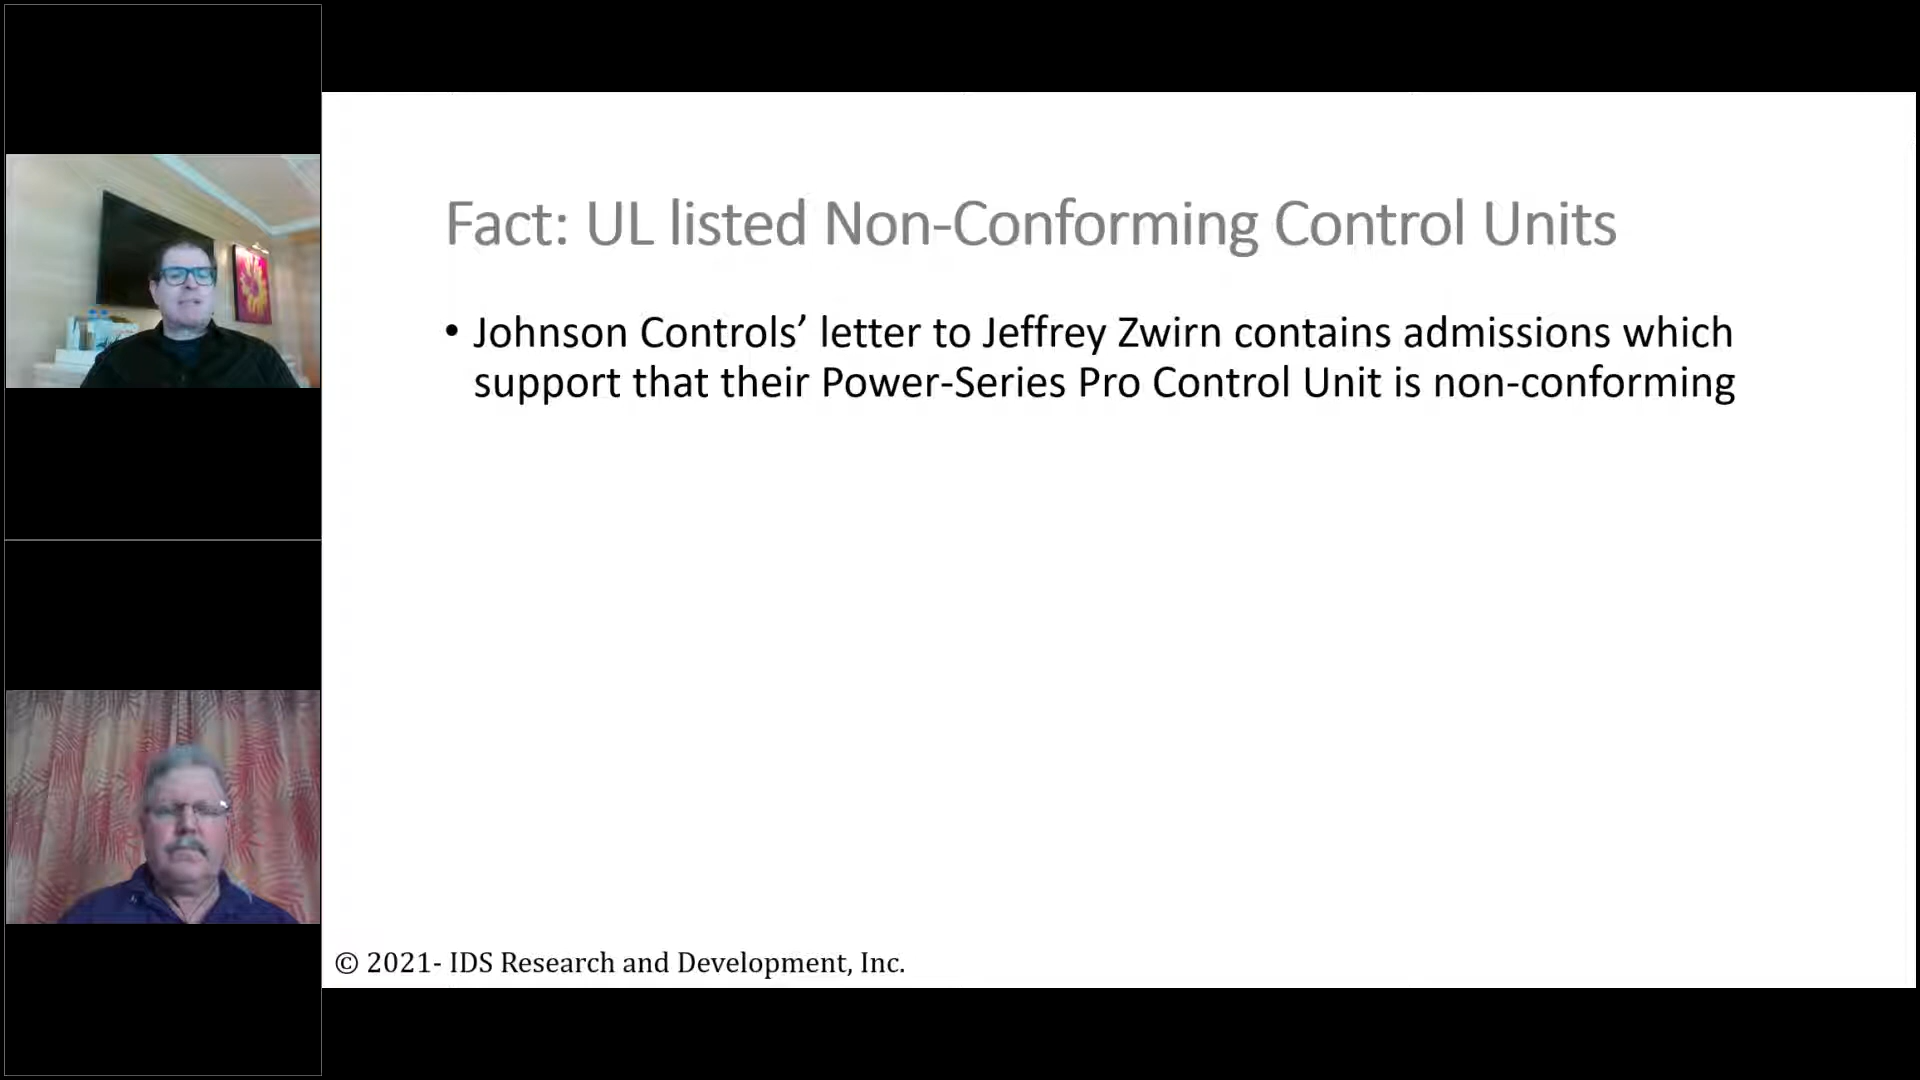 Fact: UL listed Non-Conforming Control Units
• Johnson Controls’ letter to Jeffrey Zwirn contains admissions which
support that their Power-Series Pro Control Unit is non-conforming
© 2021- IDS Research and Development, Inc.